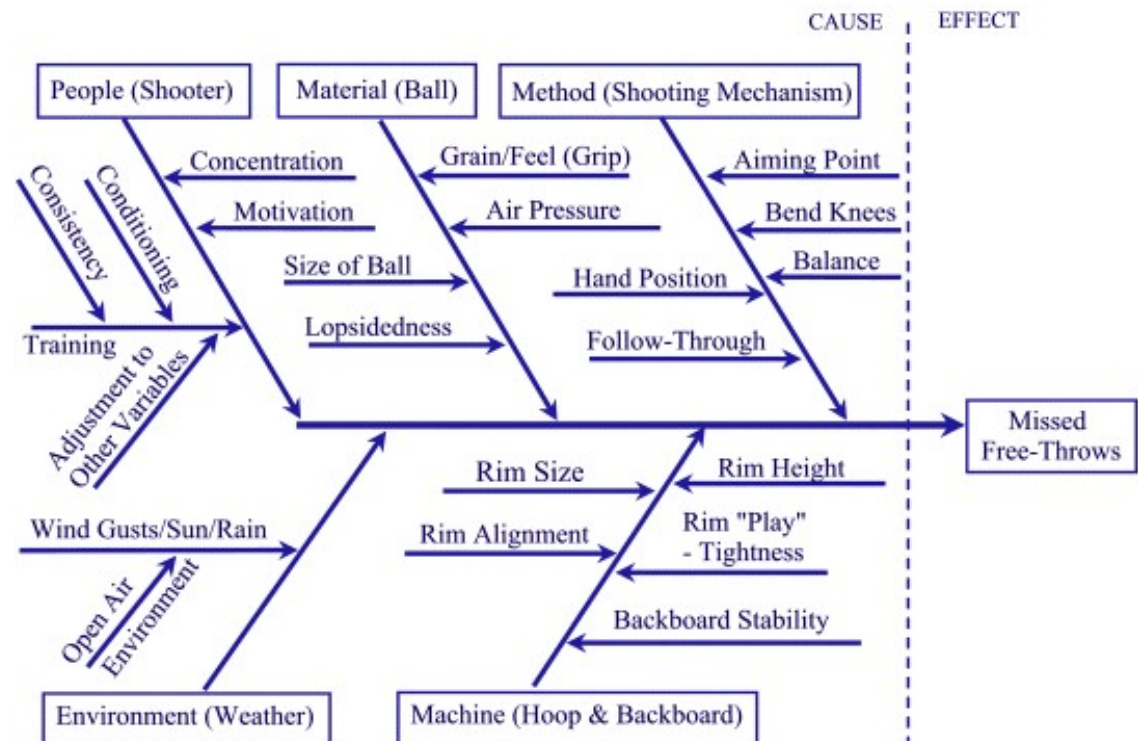 CAUSE
EFFECT
People (Shooter)
Material (Ball)
Method (Shooting Mechanism)
Concentration
Motivation
Consistency
Conditioning
Training
Adjustment to
Other Variables
Grain/Feel (Grip)
Air Pressure
Size of Ball
Lopsidedness
Aiming Point
Bend Knees
Balance
Hand Position
Follow-Through
Missed
Free-Throws
Wind Gusts/Sun/Rain
Open Air
Environment
Rim Size
Rim Height
Rim Alignment
Rim "Play"
- Tightness
Backboard Stability
Environment (Weather)
Machine (Hoop & Backboard)